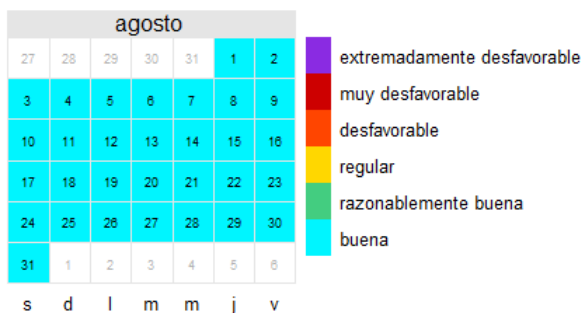 agosto
27 28 29 30 31 1 2
3 4 5 6 7 8 9
10 11 12 13 14 15 16
17 18 19 20 21 22 23
24 25 26 27 28 29 30
31 1 2 3 4 5 6
s d l m m j v
extremadamente desfavorable
muy desfavorable
desfavorable
regular
razonablemente buena
buena